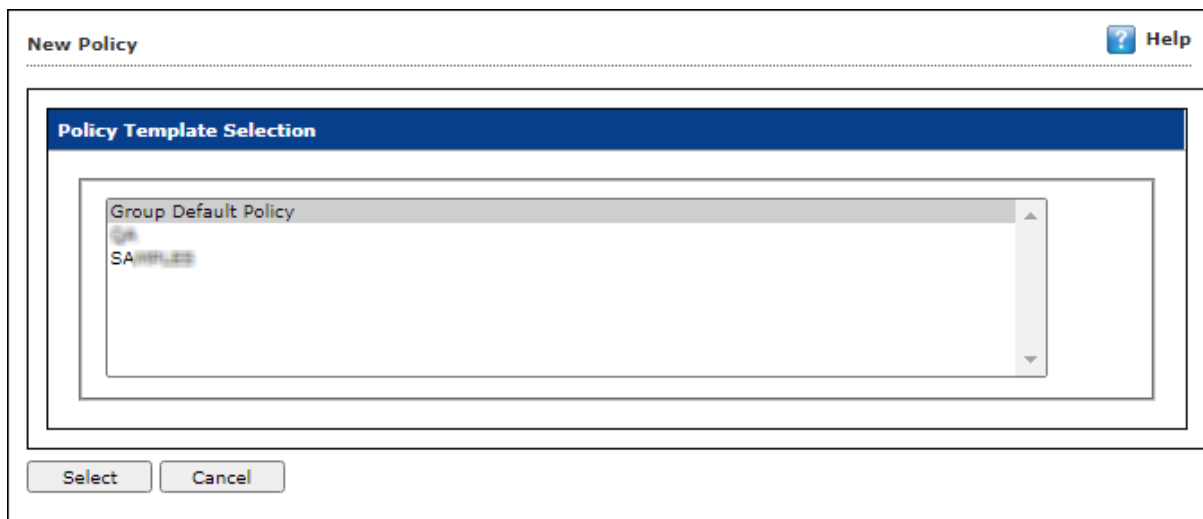 New Policy
? Help
Policy Template Selection
Group Default Policy
Select
Cancel